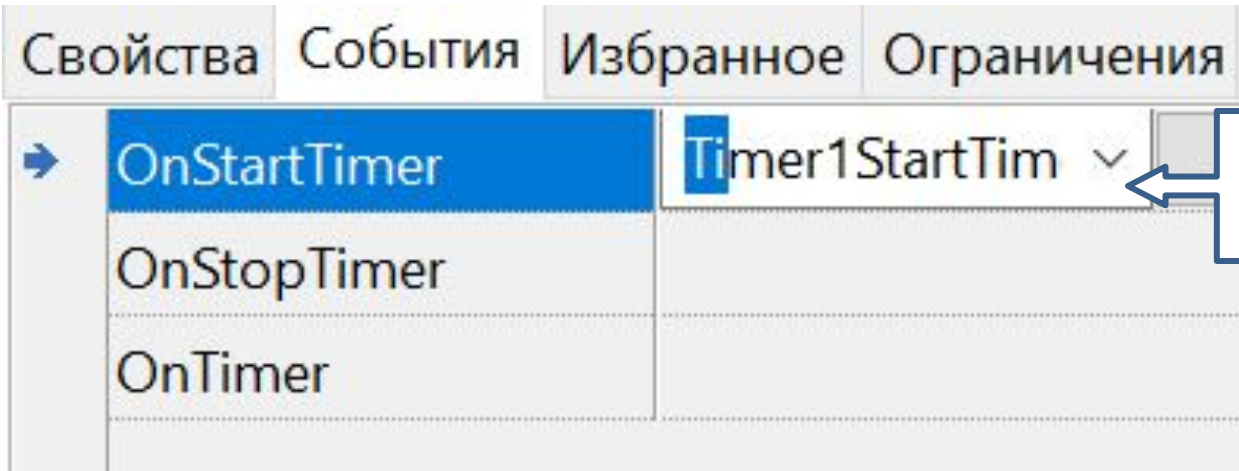 Свойства События Избранное Ограничения
OnStartTimer Timer1StartTim
OnStopTimer
OnTimer